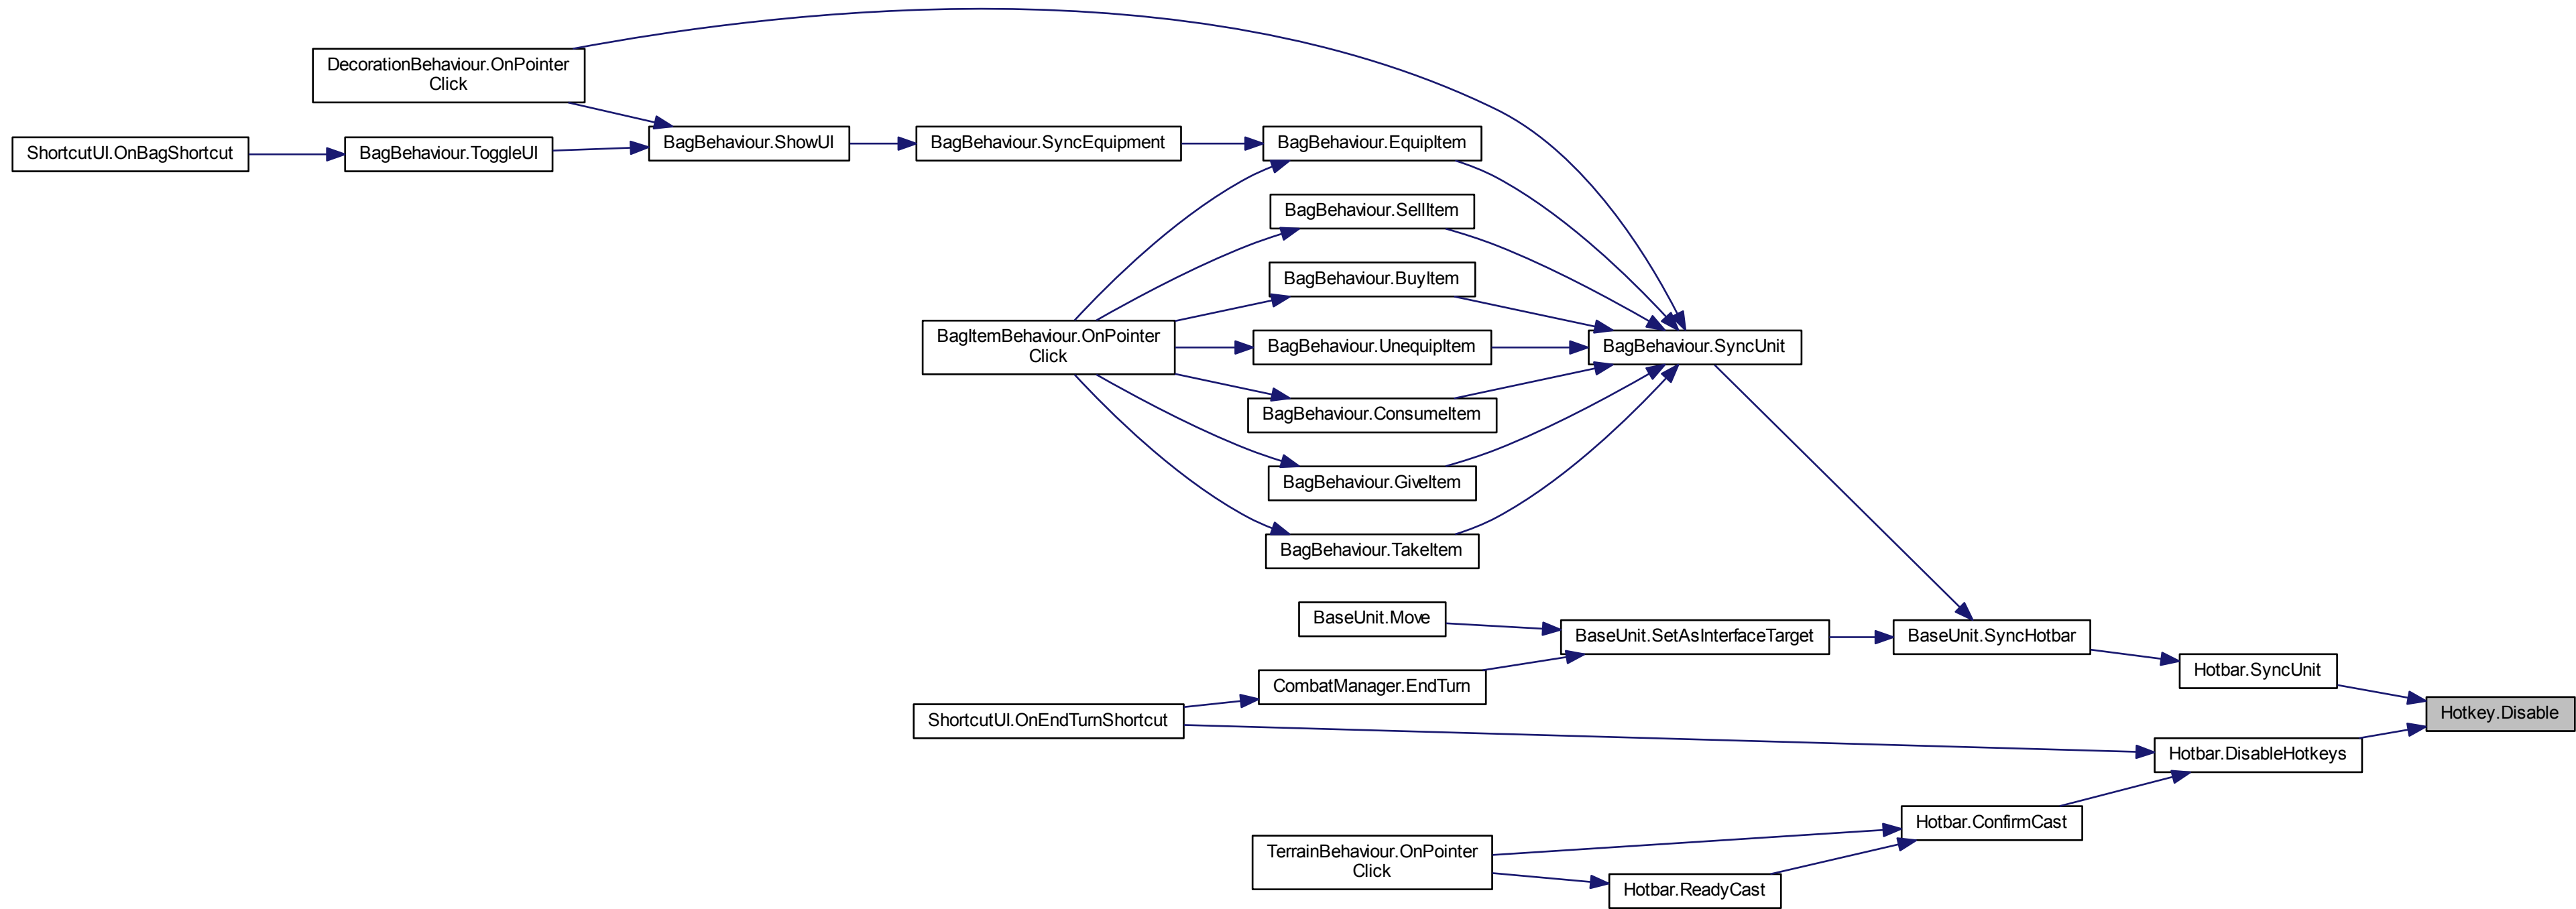 DecorationBehaviour.OnPointer
Click
ShortcutUI.OnBagShortcut
BagBehaviour.ToggleUI
BagBehaviour.ShowUI
BagBehaviour.SyncEquipment
BagBehaviour.EquipItem
BagBehaviour.SellItem
BagBehaviour.BuyItem
BagItemBehaviour.OnPointer
Click
BagBehaviour.UnequipItem
BagBehaviour.SyncUnit
BagBehaviour.ConsumeItem
BagBehaviour.GiveItem
BagBehaviour.TakeItem
BaseUnit.Move
BaseUnit.SetAsInterfaceTarget
BaseUnit.SyncHotbar
Hotbar.SyncUnit
CombatManager.EndTurn
ShortcutUI.OnEndTurnShortcut
Hotkey.Disable
Hotbar.DisableHotkeys
Hotbar.ConfirmCast
TerrainBehaviour.OnPointer
Click
Hotbar.ReadyCast